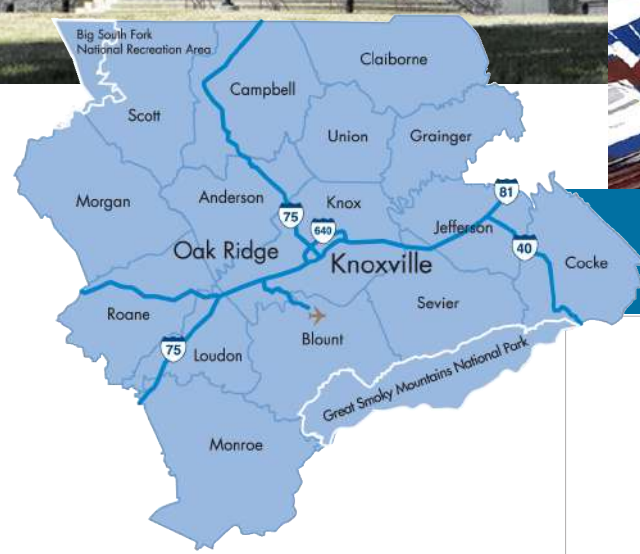 Big South Fork
National Recreation Area
Claiborne
Campbell
Scott
Union
Grainger
Morgan
Anderson
Knox
81
75
640
Jefferson
40
Oak Ridge
Knoxville
Cocke
Roane
Sevier
75
Loudon
Blount
Great Smoky Mountains National Park
Monroe